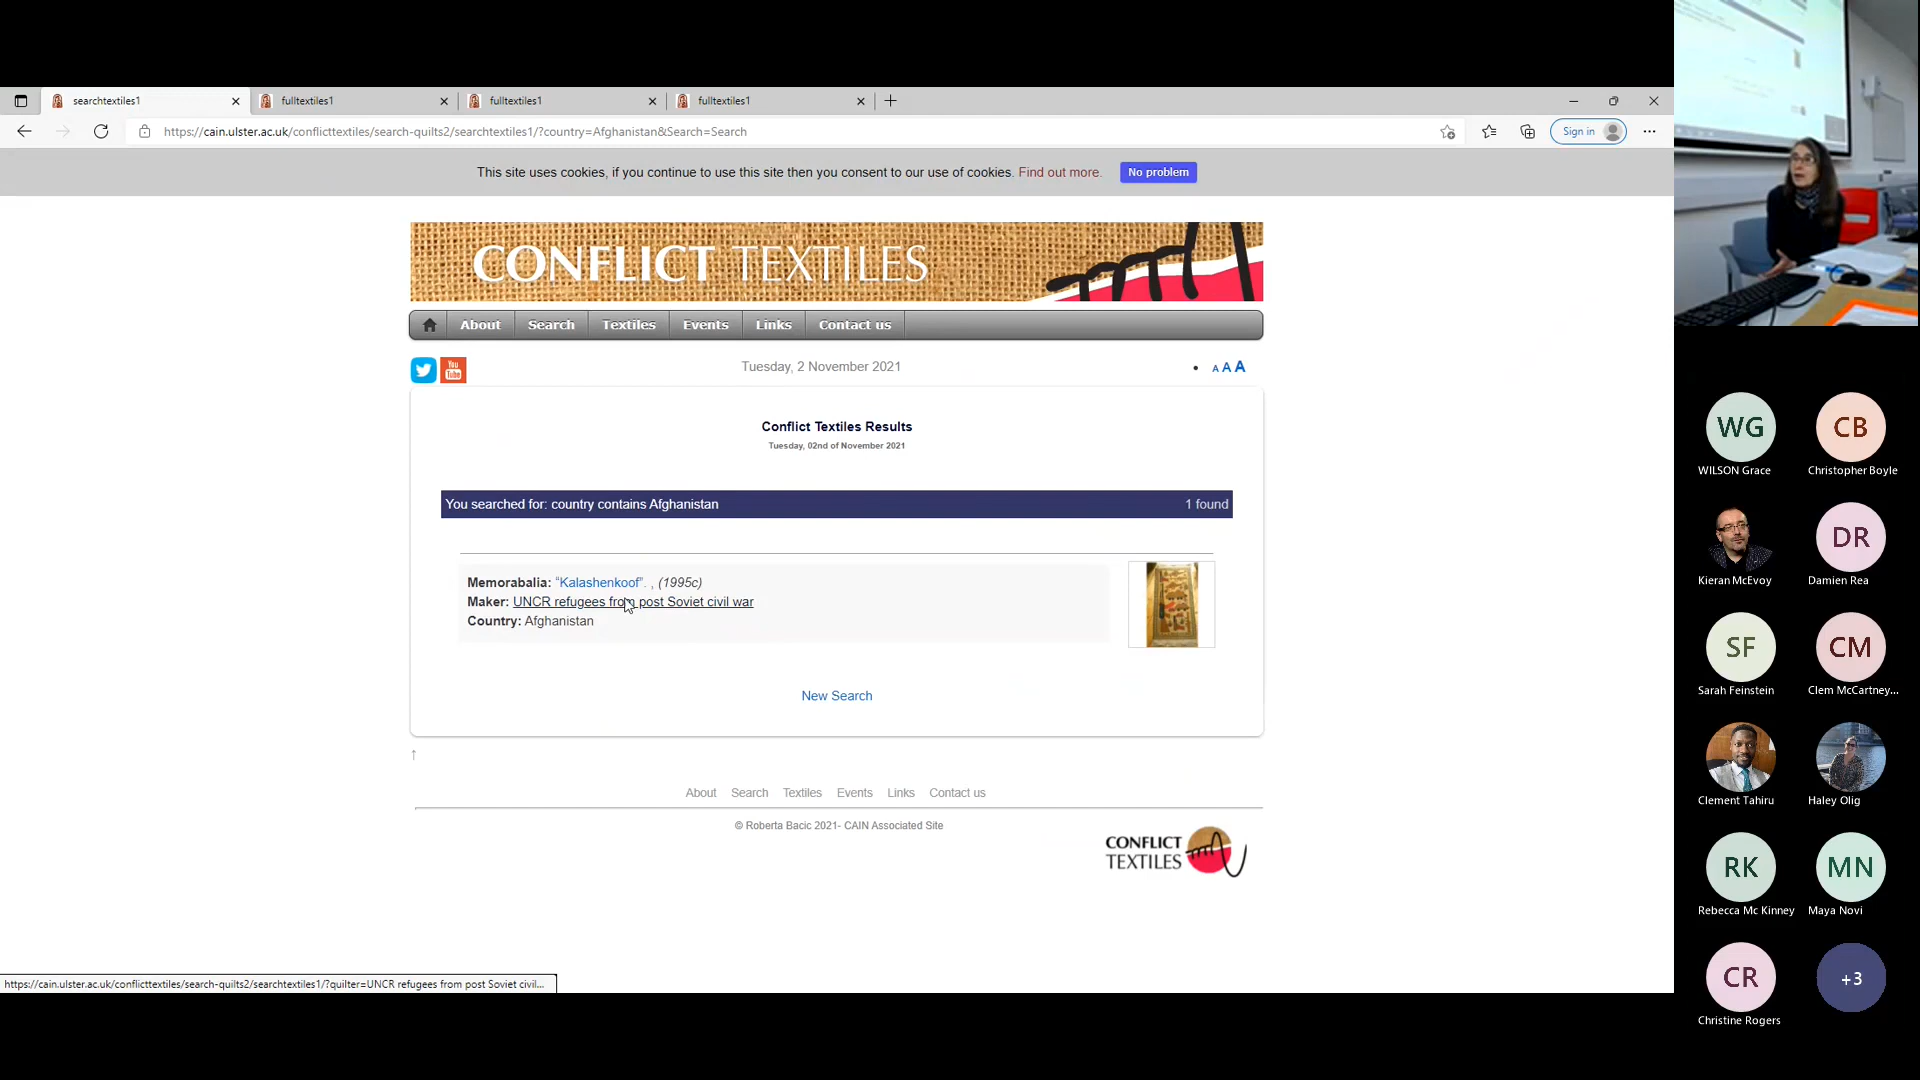 searchtextiles1
fulltextiles1
fulltextiles1
fulltextiles1
https://cain.ulster.ac.uk/conflicttextiles/search-quilts2/searchtextiles1/?country=Afghanistan&Search=Search
Sign in
This site uses cookies, if you continue to use this site then you consent to our use of cookies. Find out more.
No problem
CONFLICT TEXTILES
About
Search
Textiles
Events
Links
Contact us
You Tube
Tuesday, 2 November 2021
A A A
Conflict Textiles Results
Tuesday, 02nd of November 2021
You searched for: country contains Afghanistan
1 found
Memorabalia: “Kalashenkoof”. , (1995c)
Maker: UNCR refugees from post Soviet civil war
Country: Afghanistan
New Search
↑
About Search Textiles Events Links Contact us
© Roberta Bacic 2021- CAIN Associated Site
CONFLICT
TEXTILES
https://cain.ulster.ac.uk/conflicttextiles/search-quilts2/searchtextiles1/?quilter=UNCR refugees from post Soviet civil...
WG
WILSON Grace
CB
Christopher Boyle
Kieran McEvoy
DR
Damien Rea
SF
Sarah Feinstein
CM
Clem McCartney...
Clement Tahiru
Haley Olig
RK
Rebecca Mc Kinney
MN
Maya Novi
CR
Christine Rogers
+3